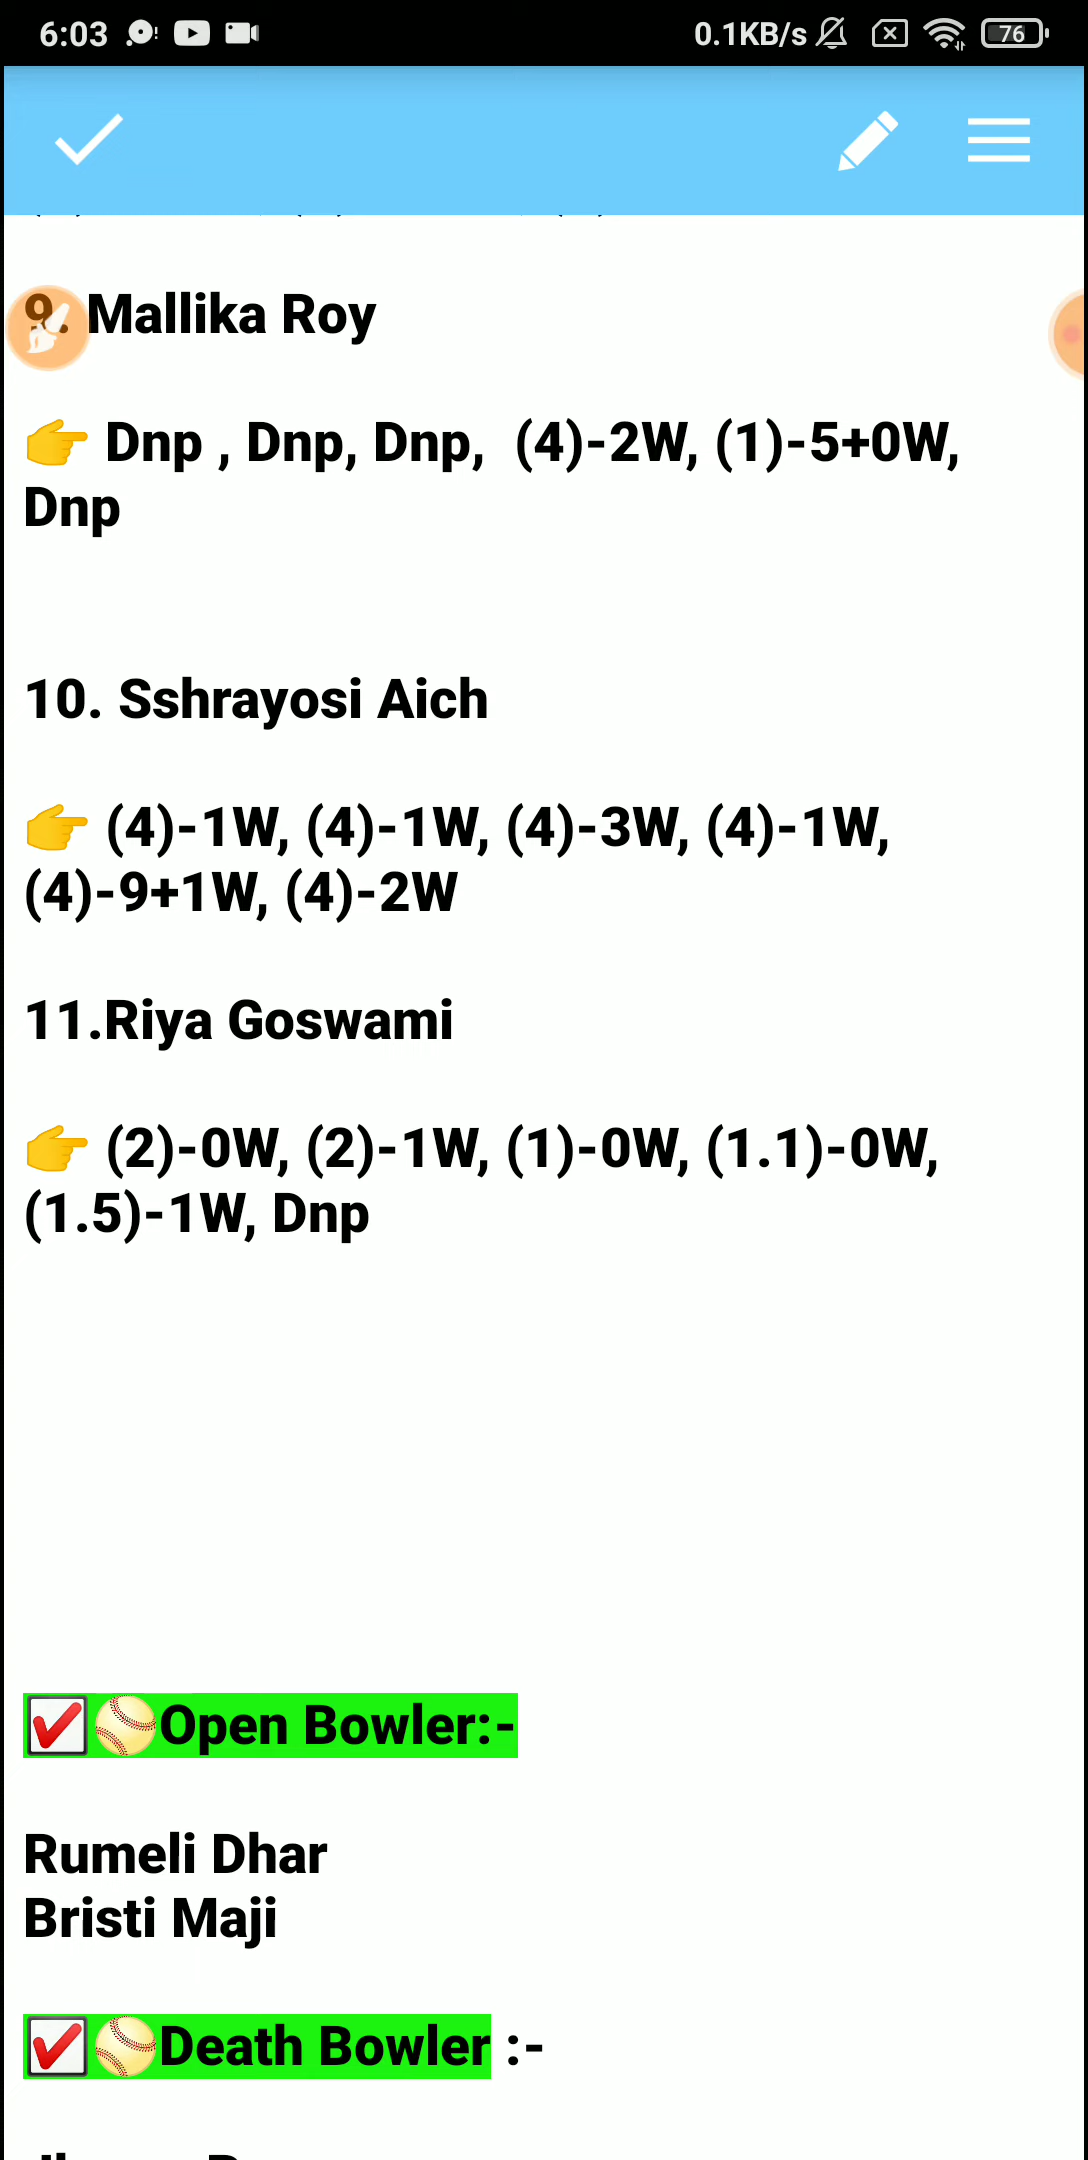 6:03 0.1KB/s 76
9. Mallika Roy
👉 Dnp , Dnp, Dnp,  (4)-2W, (1)-5+0W,
Dnp
10. Sshrayosi Aich
👉 (4)-1W, (4)-1W, (4)-3W, (4)-1W,
(4)-9+1W, (4)-2W
11.Riya Goswami
👉 (2)-0W, (2)-1W, (1)-0W, (1.1)-0W,
(1.5)-1W, Dnp
☑⚾Open Bowler:-
Rumeli Dhar
Bristi Maji
☑⚾Death Bowler :-